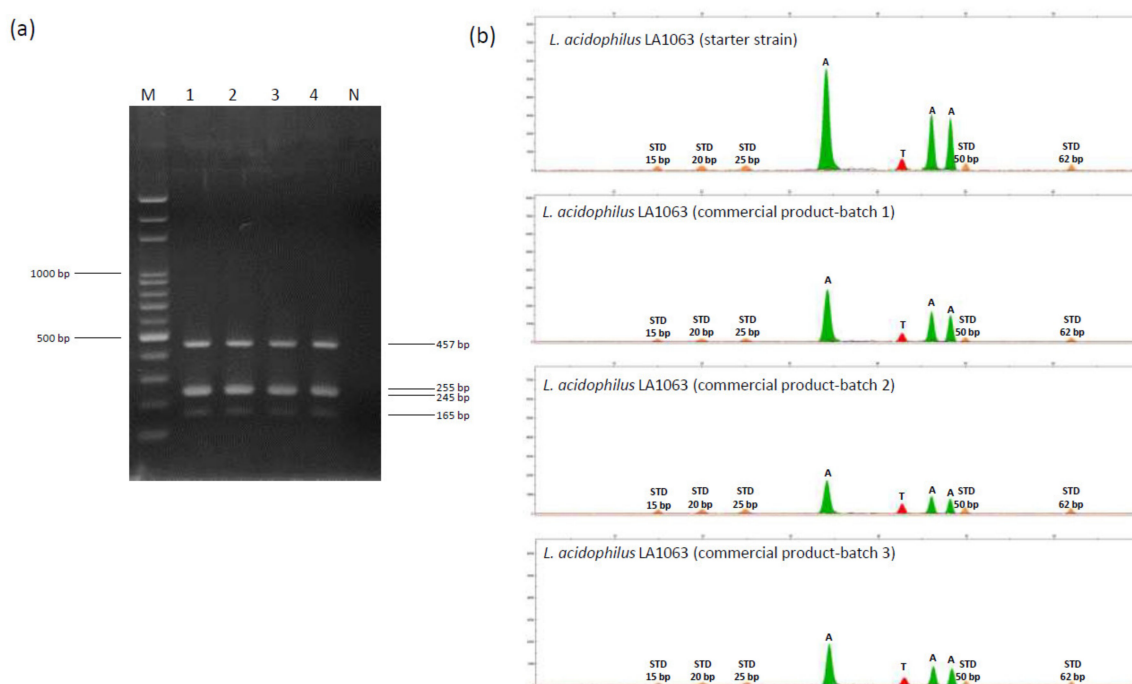 (a)
M 1 2 3 4 N
1000 bp
500 bp
457 bp
255 bp
245 bp
165 bp
(b)
L. acidophilus LA1063 (starter strain)
A
A A
STD STD STD T STD STD
15 bp 20 bp 25 bp 50 bp 62 bp
L. acidophilus LA1063 (commercial product-batch 1)
A
A A
STD STD STD T STD STD
15 bp 20 bp 25 bp 50 bp 62 bp
L. acidophilus LA1063 (commercial product-batch 2)
A
STD STD STD T A A STD STD
15 bp 20 bp 25 bp 50 bp 62 bp
L. acidophilus LA1063 (commercial product-batch 3)
A
STD STD STD T A A STD STD
15 bp 20 bp 25 bp 50 bp 62 bp